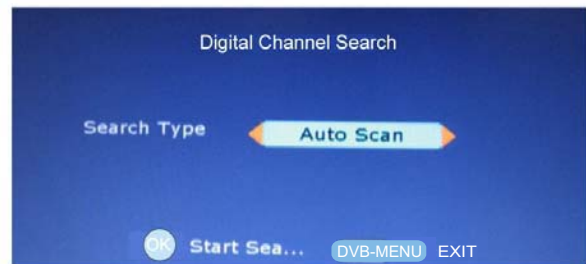 Digital Channel Search
Search Type Auto Scan
OK Start Sea... DVB-MENU EXIT